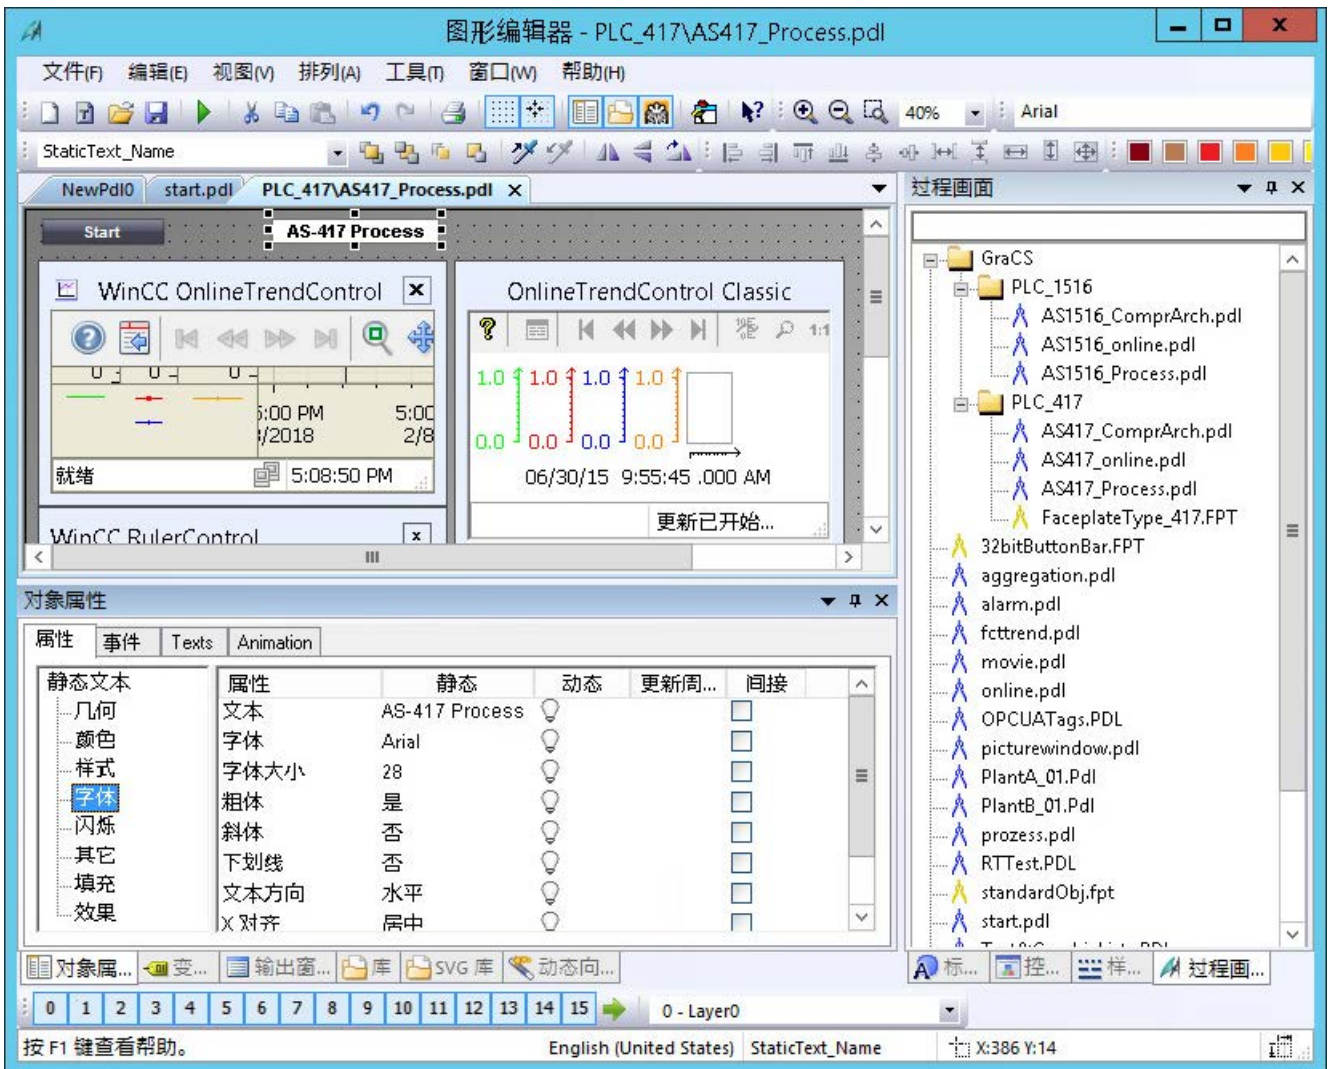 图形编辑器 - PLC_417\AS417_Process.pdl
文件(F) 编辑(E) 视图(V) 排列(A) 工具(T) 窗口(W) 帮助(H)
40% Arial
StaticText_Name
NewPdl0 start.pdl PLC_417\AS417_Process.pdl
Start AS-417 Process
WinCC OnlineTrendControl
5:00 PM 5:00
/2018 2/8
就绪 5:08:50 PM
WinCC RulerControl
OnlineTrendControl Classic
1:1
1.0 1.0 1.0 1.0
0.0 0.0 0.0 0.0
06/30/15 9:55:45 .000 AM
更新已开始...
过程画面
GraCS
PLC_1516
AS1516_ComprArch.pdl
AS1516_online.pdl
AS1516_Process.pdl
PLC_417
AS417_ComprArch.pdl
AS417_online.pdl
AS417_Process.pdl
FaceplateType_417.FPT
32bitButtonBar.FPT
aggregation.pdl
alarm.pdl
fcttrend.pdl
movie.pdl
online.pdl
OPCUATags.PDL
picturewindow.pdl
PlantA_01.Pdl
PlantB_01.Pdl
prozess.pdl
RTTest.PDL
standardObj.fpt
start.pdl
对象属性
属性 事件 Texts Animation
静态文本
几何
颜色
样式
字体
闪烁
其它
填充
效果
属性 静态 动态 更新周... 间接
文本 AS-417 Process
字体 Arial
字体大小 28
粗体 是
斜体 否
下划线 否
文本方向 水平
X 对齐 居中
对象属... 变... 输出窗... 库 SVG 库 动态向...
标... 控... 样... 过程画...
0 1 2 3 4 5 6 7 8 9 10 11 12 13 14 15 0 - Layer0
按 F1 键查看帮助。 English (United States) StaticText_Name X:386 Y:14